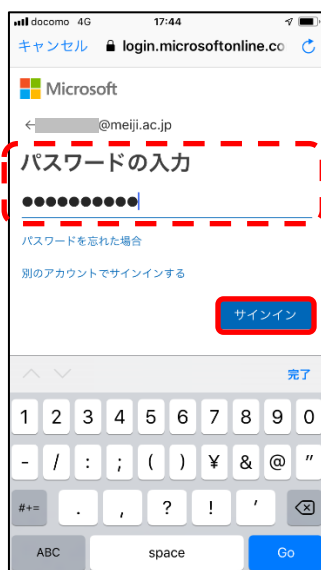 docomo 4G 17:44
キャンセル login.microsoftonline.co
Microsoft
← @meiji.ac.jp
パスワードの入力
●●●●●●●●●●
パスワードを忘れた場合
別のアカウントでサインインする
サインイン
完了
1 2 3 4 5 6 7 8 9 0
- / : ; ( ) ¥ & @ "
#+= . , ? ! '
ABC space Go